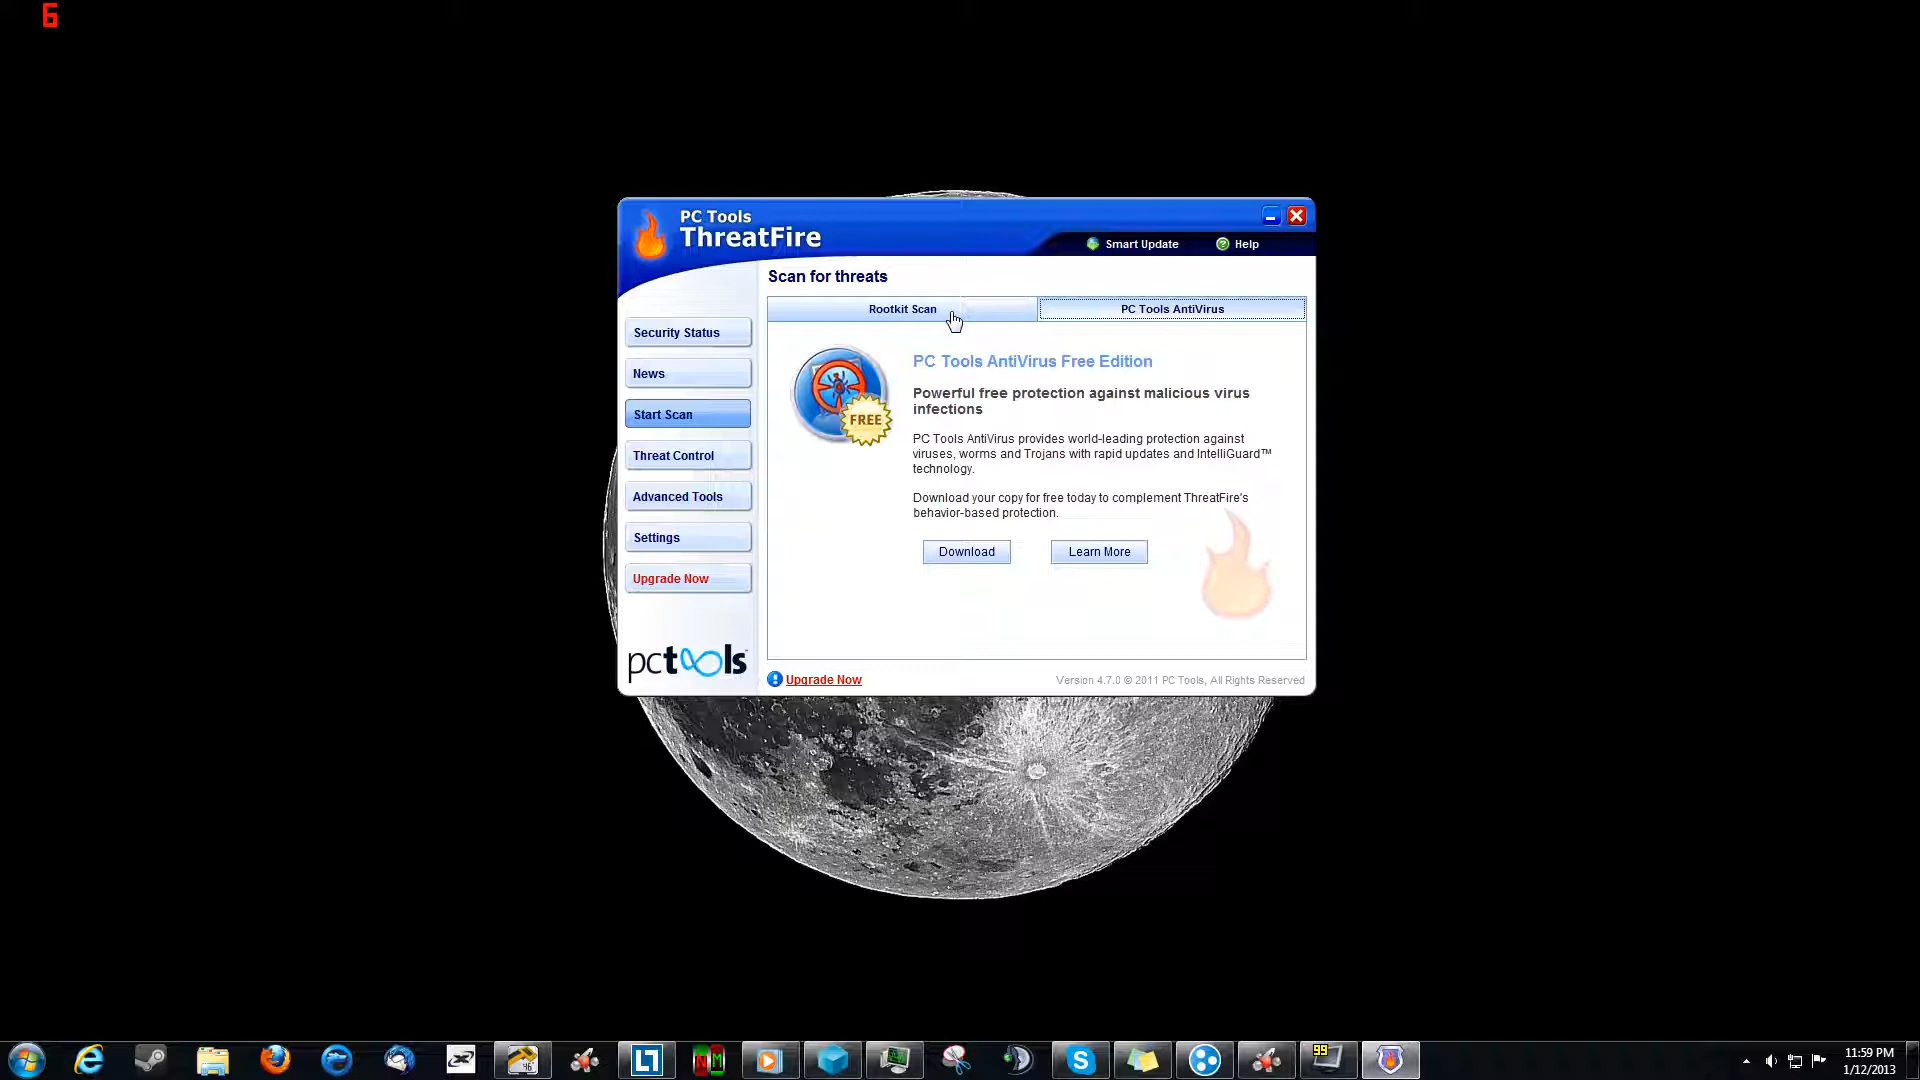 6
PC Tools
ThreatFire
Smart Update
Help
Scan for threats
Rootkit Scan
PC Tools AntiVirus
Security Status
News
Start Scan
Threat Control
Advanced Tools
Settings
Upgrade Now
FREE
PC Tools AntiVirus Free Edition
Powerful free protection against malicious virus
infections
PC Tools AntiVirus provides world-leading protection against
viruses, worms and Trojans with rapid updates and IntelliGuard™
technology.
Download your copy for free today to complement ThreatFire's
behavior-based protection.
Download
Learn More
pctools
Upgrade Now
Version 4.7.0 © 2011 PC Tools, All Rights Reserved
99
11:59 PM
1/12/2013